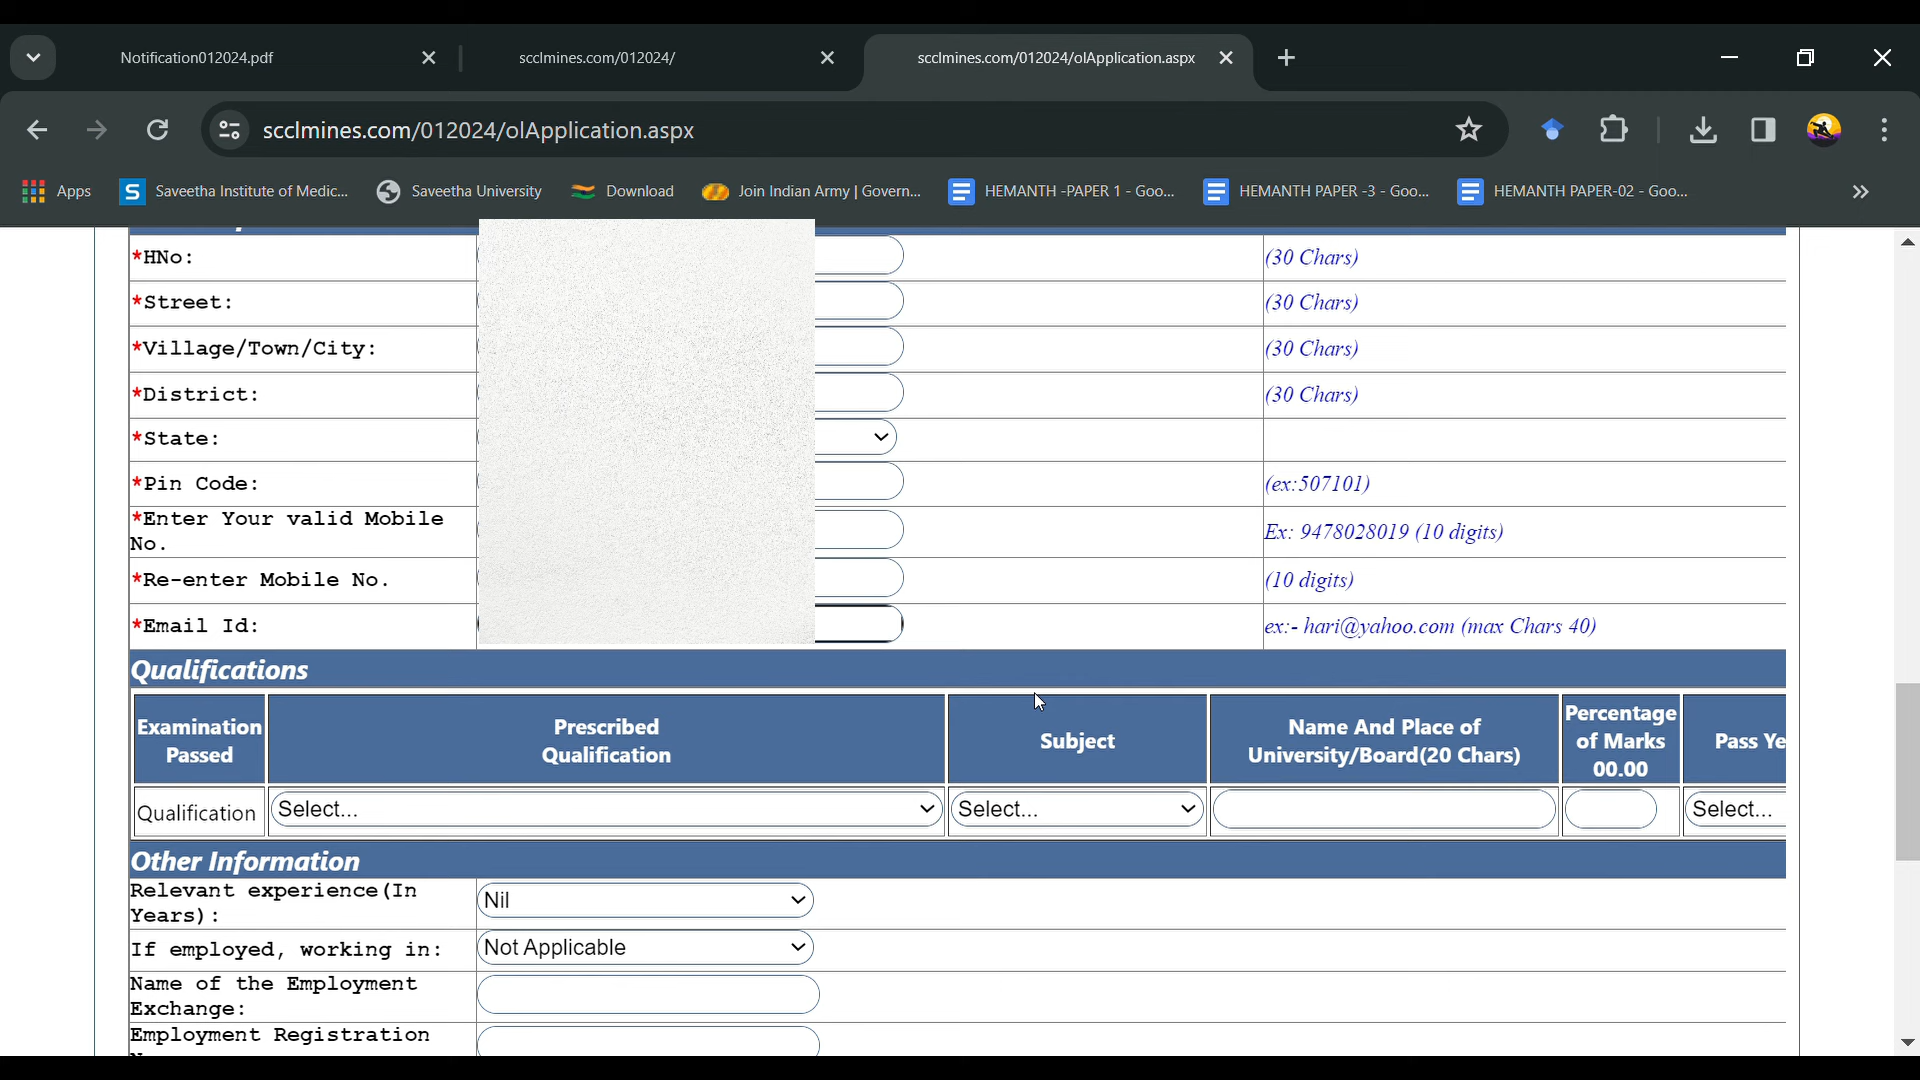 Notification012024.pdf
scclmines.com/012024/
scclmines.com/012024/olApplication.aspx
scclmines.com/012024/olApplication.aspx
Apps
Saveetha Institute of Medic...
Saveetha University
Download
Join Indian Army | Govern...
HEMANTH -PAPER 1 - Goo...
HEMANTH PAPER -3 - Goo...
HEMANTH PAPER-02 - Goo...
*HNo:
(30 Chars)
*Street:
(30 Chars)
*Village/Town/City:
(30 Chars)
*District:
(30 Chars)
*State:
*Pin Code:
(ex:507101)
*Enter Your valid Mobile
No.
Ex: 9478028019 (10 digits)
*Re-enter Mobile No.
(10 digits)
*Email Id:
ex:- hari@yahoo.com (max Chars 40)
Qualifications
Examination
Passed
Prescribed
Qualification
Subject
Name And Place of
University/Board(20 Chars)
Percentage
of Marks
00.00
Pass Ye
Qualification
Select...
Select...
Select...
Other Information
Relevant experience(In
Years):
Nil
If employed, working in:
Not Applicable
Name of the Employment
Exchange:
Employment Registration